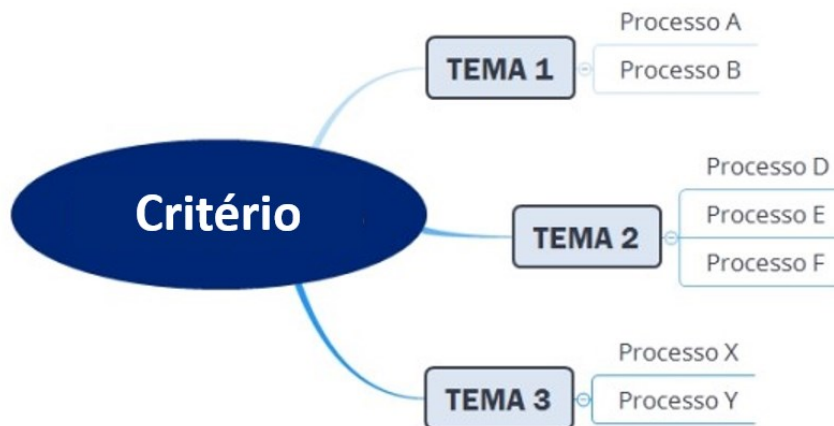 Critério
TEMA 1
Processo A
Processo B
TEMA 2
Processo D
Processo E
Processo F
TEMA 3
Processo X
Processo Y